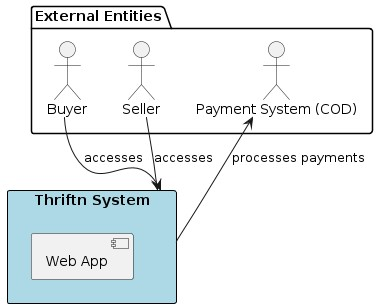 External Entities
Buyer
Seller
Payment System (COD)
accesses
accesses
processes payments
Thriftn System
Web App